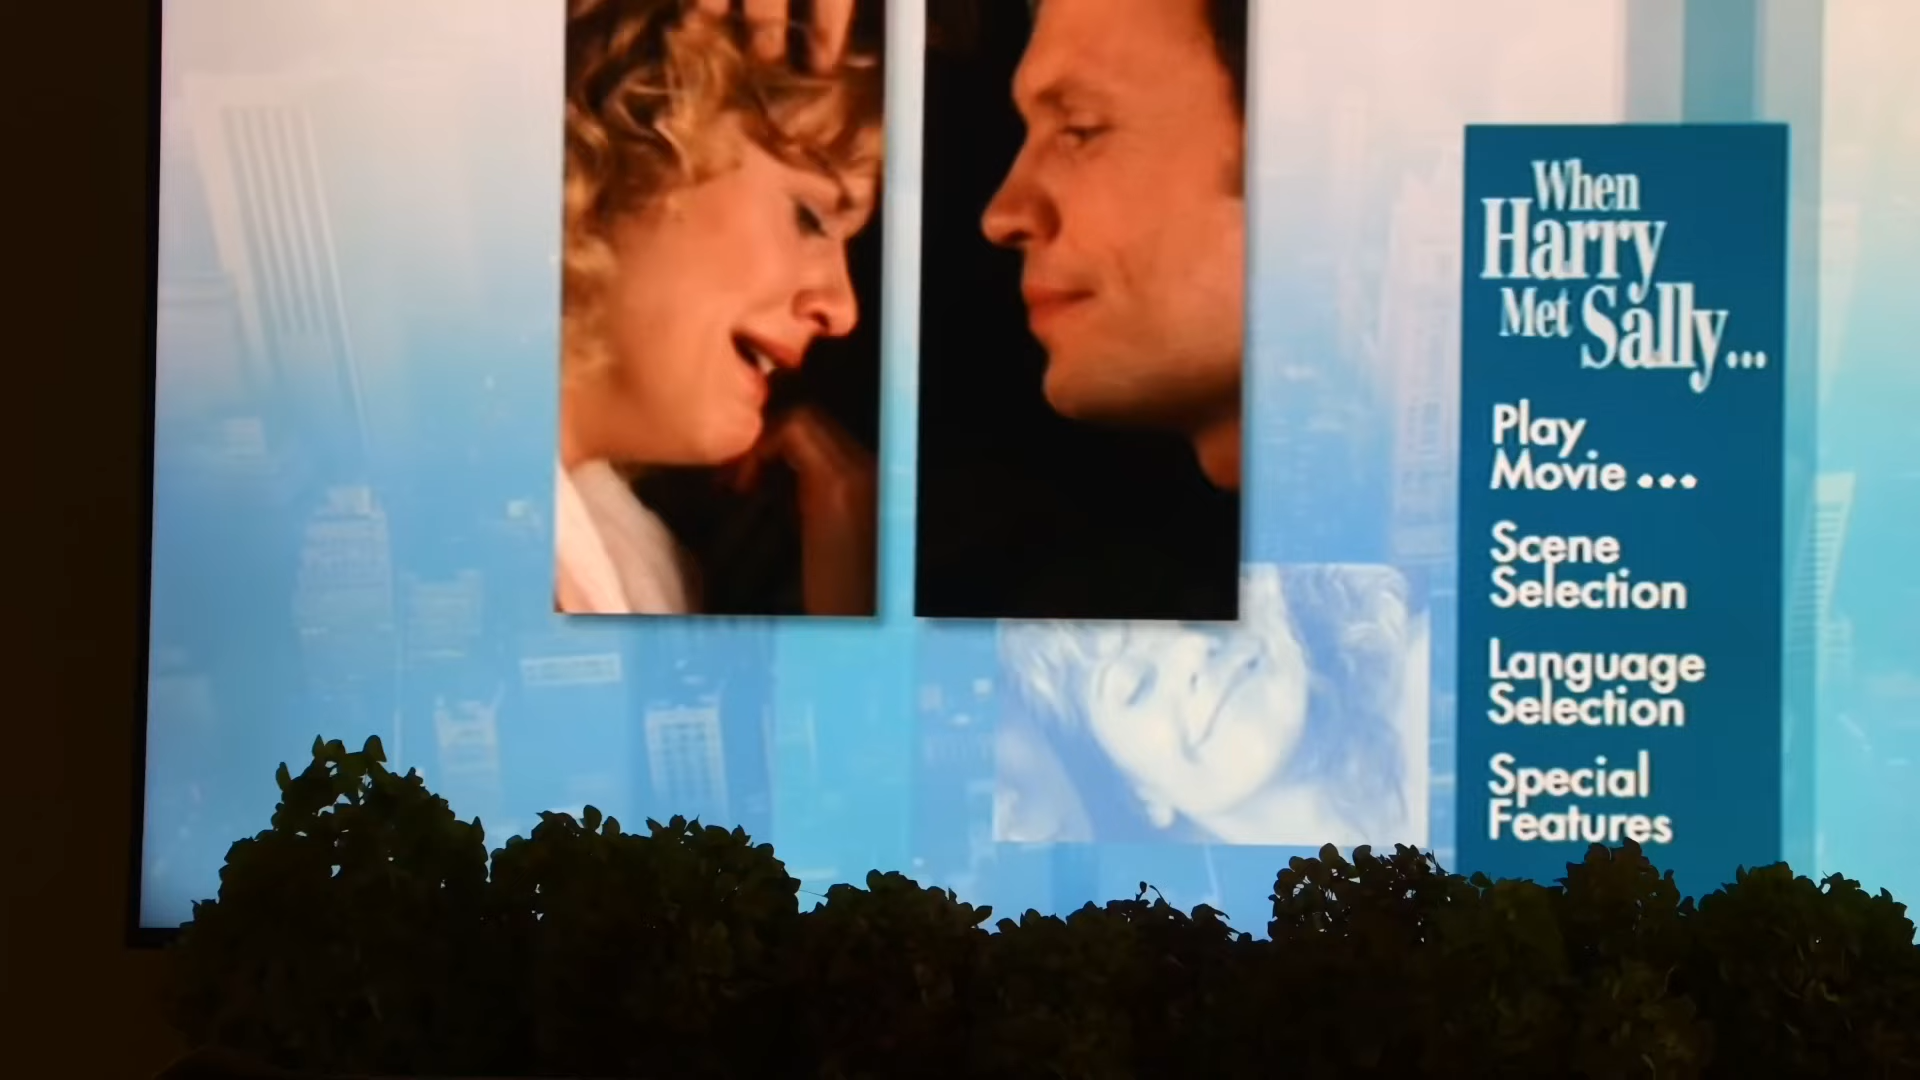 When
Harry
Met Sally...
Play
Movie...
Scene
Selection
Language
Selection
Special
Features